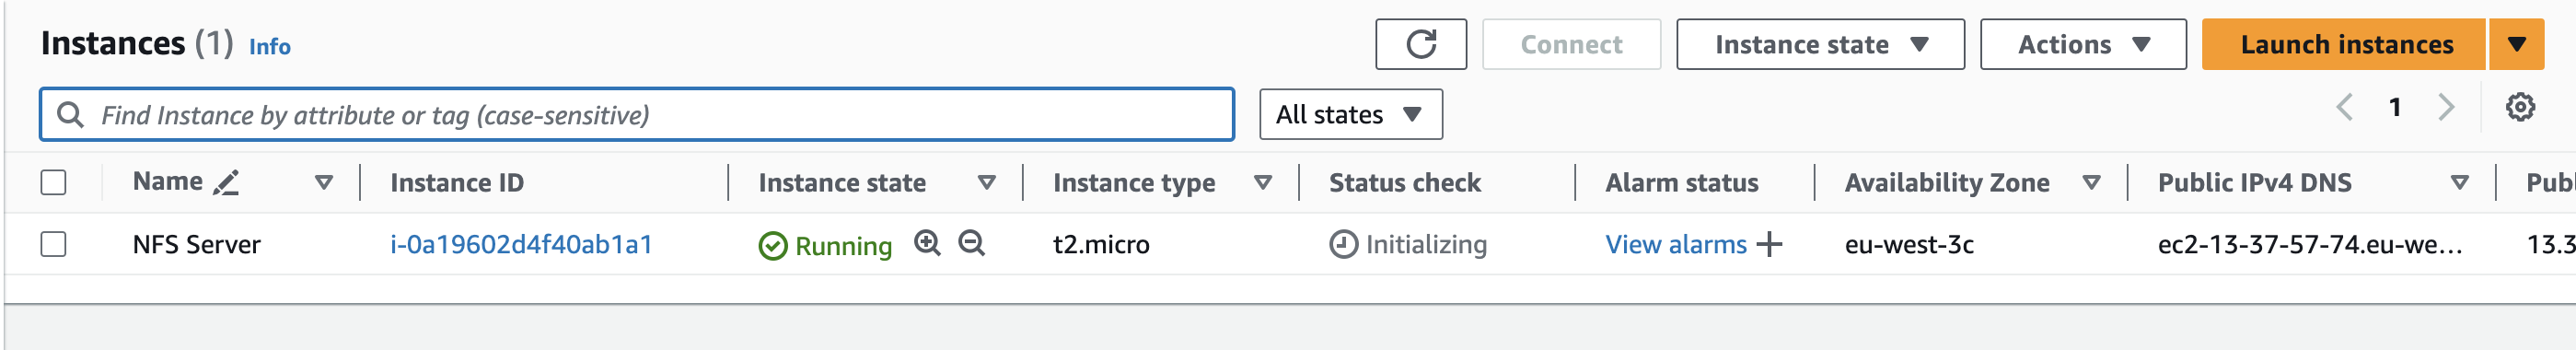 Instances (1) Info
Connect
Instance state
Actions
Launch instances
Find Instance by attribute or tag (case-sensitive)
All states
1
Name Instance ID Instance state Instance type Status check Alarm status Availability Zone Public IPv4 DNS Publ
NFS Server i-0a19602d4f40ab1a1 Running t2.micro Initializing View alarms + eu-west-3c ec2-13-37-57-74.eu-we... 13.3